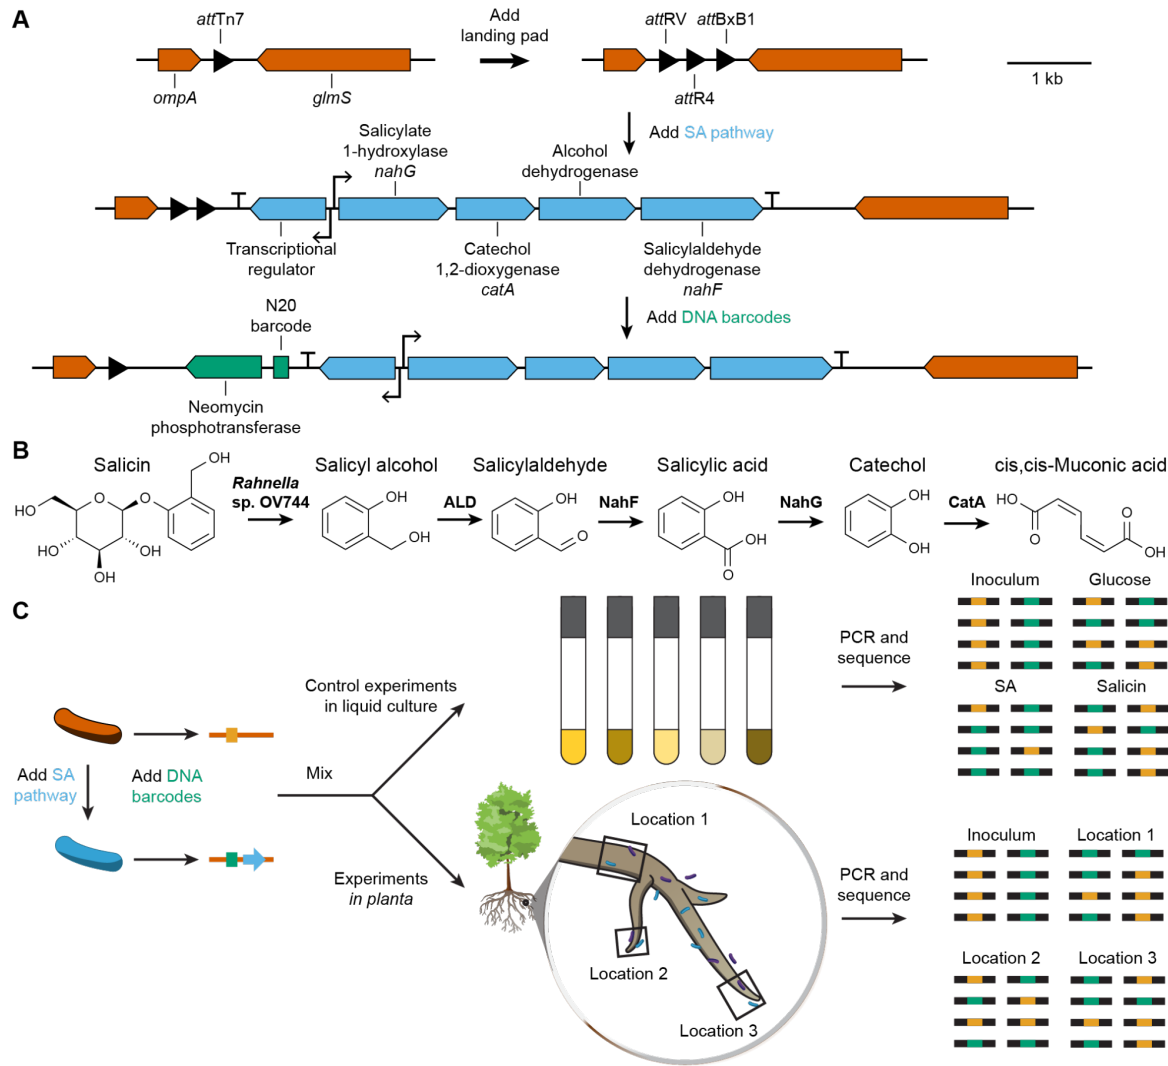 A
attTn7
Add
landing pad
attRV
attBxB1
ompA
glmS
attR4
1 kb
Add SA pathway
Salicylate
1-hydroxylase
nahG
Alcohol
dehydrogenase
Transcriptional
regulator
Catechol
1,2-dioxygenase
catA
Salicylaldehyde
dehydrogenase
nahF
N20
barcode
Add DNA barcodes
Neomycin
phosphotransferase
B
Salicin
Rahnella
sp. OV744
Salicyl alcohol
ALD
Salicylaldehyde
NahF
Salicylic acid
NahG
Catechol
CatA
cis,cis-Muconic acid
OH
HO
O
O
HO
OH
OH
OH
OH
OH
O
OH
OH
O
OH
OH
HO
O
O
OH
C
Add SA
pathway
Add DNA
barcodes
Mix
Control experiments
in liquid culture
Experiments
in planta
PCR and
sequence
Inoculum
Glucose
SA
Salicin
Location 1
Location 2
Location 3
PCR and
sequence
Inoculum
Location 1
Location 2
Location 3